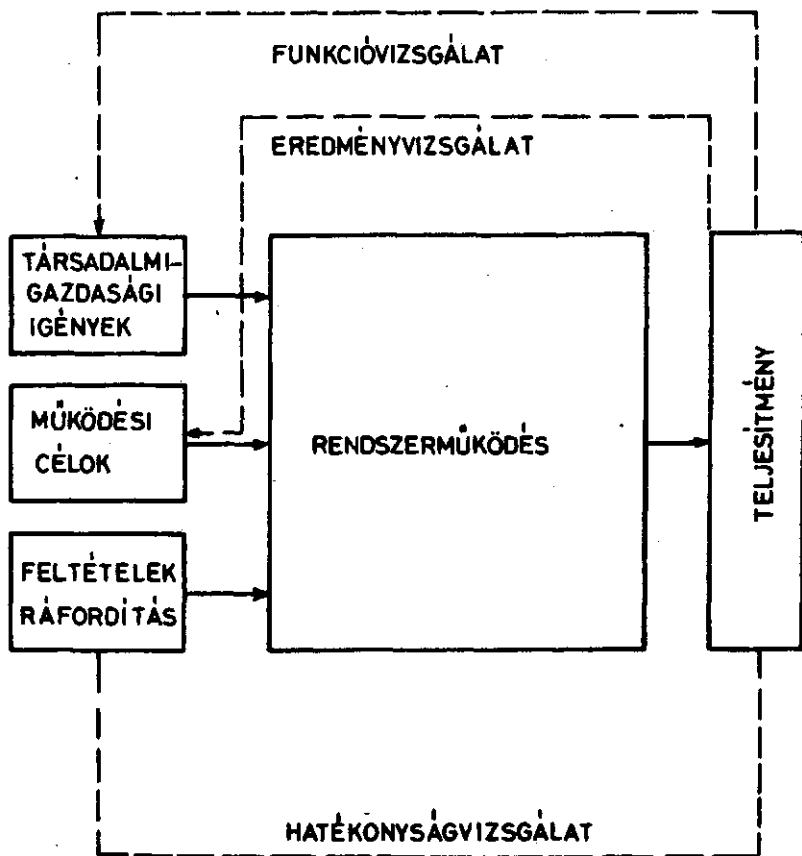 FUNKCIÓVIZSGÁLAT
EREDMÉNYVIZSGÁLAT
TÁRSADALMI-
GAZDASÁGI
IGÉNYEK
MŰKÖDÉSI
CÉLOK
FELTÉTELEK
RÁFORDÍTÁS
RENDSZERMŰKÖDÉS
TELJESÍTMÉNY
HATÉKONYSÁGVIZSGÁLAT